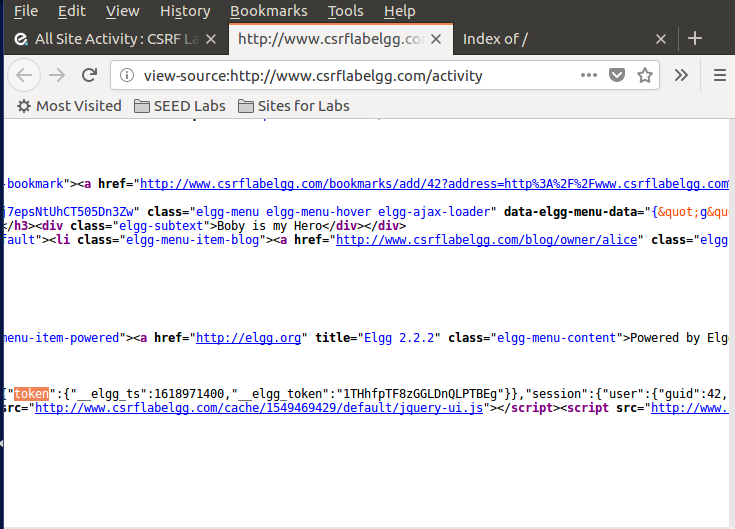 File Edit View History Bookmarks Tools Help
All Site Activity : CSRF La
http://www.csrflabelgg.co
Index of /
view-source:http://www.csrflabelgg.com/activity
Most Visited SEED Labs Sites for Labs
-bookmark"><a href="http://www.csrflabelgg.com/bookmarks/add/42?address=http%3A%2F%2Fwww.csrflabelgg.com
j7epsNtUhCT505Dn3Zw" class="elgg-menu elgg-menu-hover elgg-ajax-loader" data-elgg-menu-data="{&quot;g&qu
</h3><div class="elgg-subtext">Boby is my Hero</div></div>
fault"><li class="elgg-menu-item-blog"><a href="http://www.csrflabelgg.com/blog/owner/alice" class="elgg
menu-item-powered"><a href="http://elgg.org" title="Elgg 2.2.2" class="elgg-menu-content">Powered by Elg
{"token":{"__elgg_ts":1618971400,"__elgg_token":"1THhfpTF8zGGLDnQLPTBEg"}},"session":{"user":{"guid":42,
src="http://www.csrflabelgg.com/cache/1549469429/default/jquery-ui.js"></script><script src="http://www.